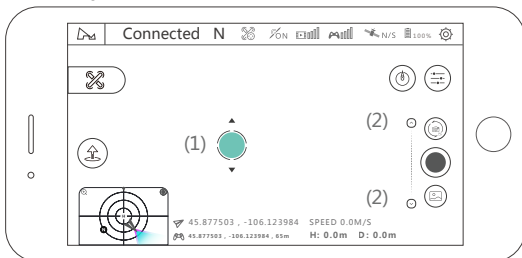 Connected N ON N/S 100%
(1)
(2)
(2)
45.877503 , -106.123984 SPEED 0.0M/S
45.877503 , -106.123984 , 65m H: 0.0m D: 0.0m